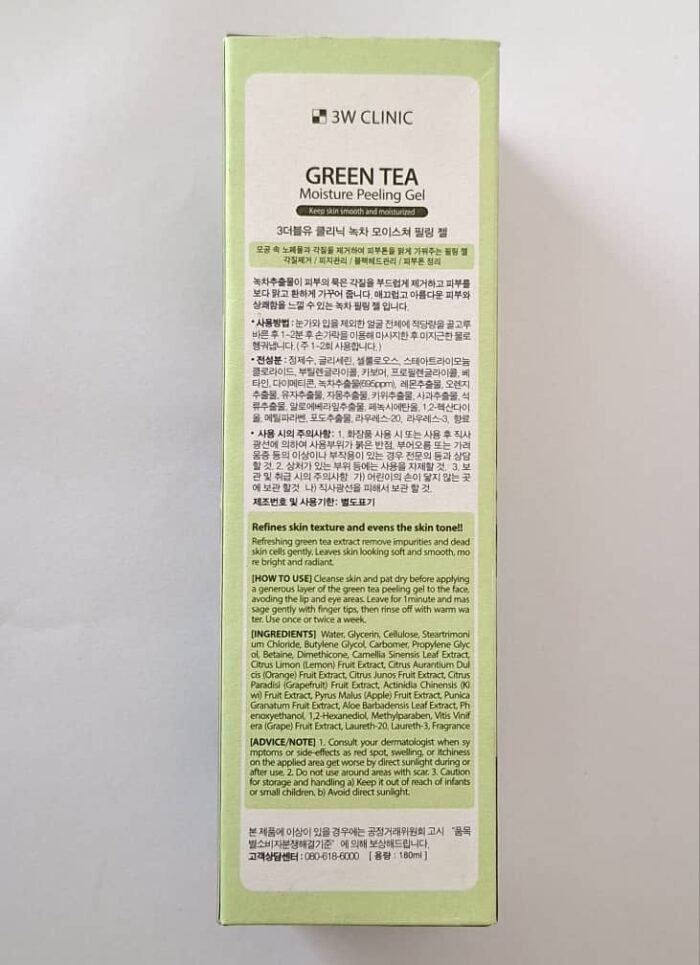 3W CLINIC
GREEN TEA
Moisture Peeling Gel
Keep skin smooth and moisturized
3더블유 클리닉 녹차 모이스쳐 필링 젤
모공 속 노폐물과 각질을 제거하여 피부톤을 맑게 가꿔주는 필링 젤
각질제거 / 피지관리 / 블랙헤드관리 / 피부톤 정리
녹차추출물이 피부의 묵은 각질을 부드럽게 제거하고 피부를
보다 맑고 환하게 가꾸어 줍니다. 매끄럽고 아름다운 피부와
상쾌함을 느낄 수 있는 녹차 필링 젤 입니다.
• 사용방법 : 눈가와 입을 제외한 얼굴 전체에 적당량을 골고루
바른 후 1~2분 후 손가락을 이용해 마사지한 후 미지근한 물로
헹궈냅니다. ( 주 1~2회 사용합니다. )
• 전성분 : 정제수, 글리세린, 셀룰로오스, 스테아트라이모늄
클로라이드, 부틸렌글라이콜, 카보머, 프로필렌글라이콜, 베
타인, 다이메티콘, 녹차추출물(695ppm), 레몬추출물, 오렌지
추출물, 유자추출물, 자몽추출물, 키위추출물, 사과추출물, 석
류추출물, 알로에베라잎추출물, 페녹시에탄올, 1,2-헥산다이
올, 메틸파라벤, 포도추출물, 라우레스-20, 라우레스-3, 향료
• 사용 시의 주의사항 : 1. 화장품 사용 시 또는 사용 후 직사
광선에 의하여 사용부위가 붉은 반점, 부어오름 또는 가려
움증 등의 이상이나 부작용이 있는 경우 전문의 등과 상담
할 것. 2. 상처가 있는 부위 등에는 사용을 자제할 것. 3. 보
관 및 취급 시의 주의사항 가) 어린이의 손이 닿지 않는 곳
에 보관 할것 나) 직사광선을 피해서 보관 할 것.
제조번호 및 사용기한 : 별도표기
Refines skin texture and evens the skin tone!!
Refreshing green tea extract remove impurities and dead
skin cells gently. Leaves skin looking soft and smooth, mo
re bright and radiant.
[HOW TO USE] Cleanse skin and pat dry before applying
a generous layer of the green tea peeling gel to the face,
avoding the lip and eye areas. Leave for 1minute and mas
sage gently with finger tips, then rinse off with warm wa
ter. Use once or twice a week.
[INGREDIENTS] Water, Glycerin, Cellulose, Steartrimoni
um Chloride, Butylene Glycol, Carbomer, Propylene Glyc
ol, Betaine, Dimethicone, Camellia Sinensis Leaf Extract,
Citrus Limon (Lemon) Fruit Extract, Citrus Aurantium Dul
cis (Orange) Fruit Extract, Citrus Junos Fruit Extract, Citrus
Paradisi (Grapefruit) Fruit Extract, Actinidia Chinensis (Ki
wi) Fruit Extract, Pyrus Malus (Apple) Fruit Extract, Punica
Granatum Fruit Extract, Aloe Barbadensis Leaf Extract, Ph
enoxyethanol, 1,2-Hexanediol, Methylparaben, Vitis Vinif
era (Grape) Fruit Extract, Laureth-20, Laureth-3, Fragrance
[ADVICE/NOTE] 1. Consult your dermatologist when sy
mptoms or side-effects as red spot, swelling, or itchiness
on the applied area get worse by direct sunlight during or
after use. 2. Do not use around areas with scar. 3. Caution
for storage and handling a) Keep it out of reach of infants
or small children. b) Avoid direct sunlight.
본 제품에 이상이 있을 경우에는 공정거래위원회 고시 "품목
별소비자분쟁해결기준" 에 의해 보상해드립니다.
고객상담센터 : 080-618-6000 [ 용량 : 180ml ]